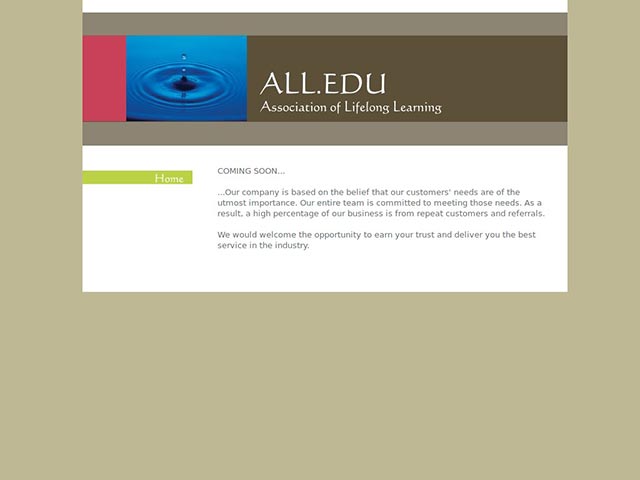 ALL.EDU
Association of Lifelong Learning
Home
COMING SOON...
...Our company is based on the belief that our customers' needs are of the
utmost importance. Our entire team is committed to meeting those needs. As a
result, a high percentage of our business is from repeat customers and referrals.
We would welcome the opportunity to earn your trust and deliver you the best
service in the industry.